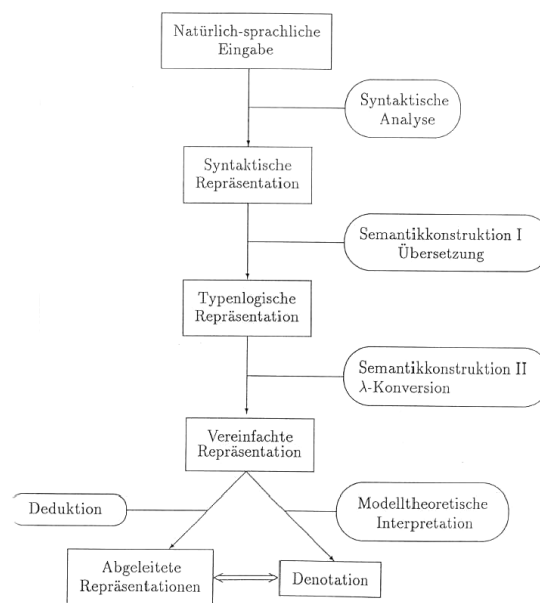 Natürlich-sprachliche
Eingabe
Syntaktische
Analyse
Syntaktische
Repräsentation
Semantikkonstruktion I
Übersetzung
Typenlogische
Repräsentation
Semantikkonstruktion II
λ-Konversion
Vereinfachte
Repräsentation
Deduktion
Modelltheoretische
Interpretation
Abgeleitete
Repräsentationen
Denotation